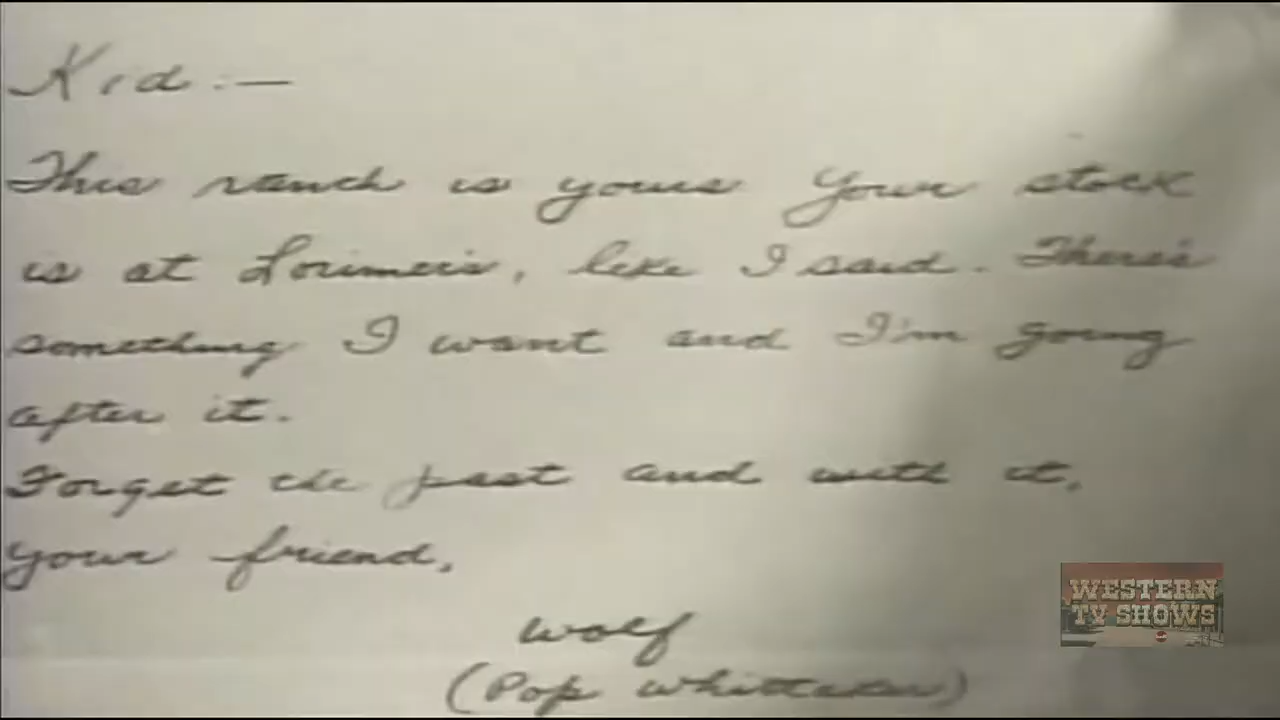 Kid :—
This ranch is yours your stock
is at Lorimer's, like I said. There's
something I want and I'm going
after it.
Forget the past and with it,
your friend,
Wolf
(Pop Whittaker)
WESTERN
TV SHOWS